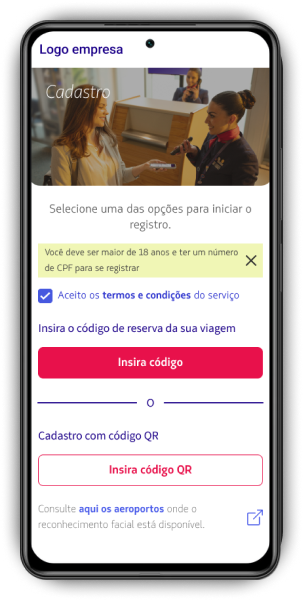 Logo empresa
Cadastro
Selecione uma das opções para iniciar o
registro.
Você deve ser maior de 18 anos e ter um número
de CPF para se registrar
Aceito os termos e condições do serviço
Insira o código de reserva da sua viagem
Insira código
O
Cadastro com código QR
Insira código QR
Consulte aqui os aeroportos onde o
reconhecimento facial está disponível.